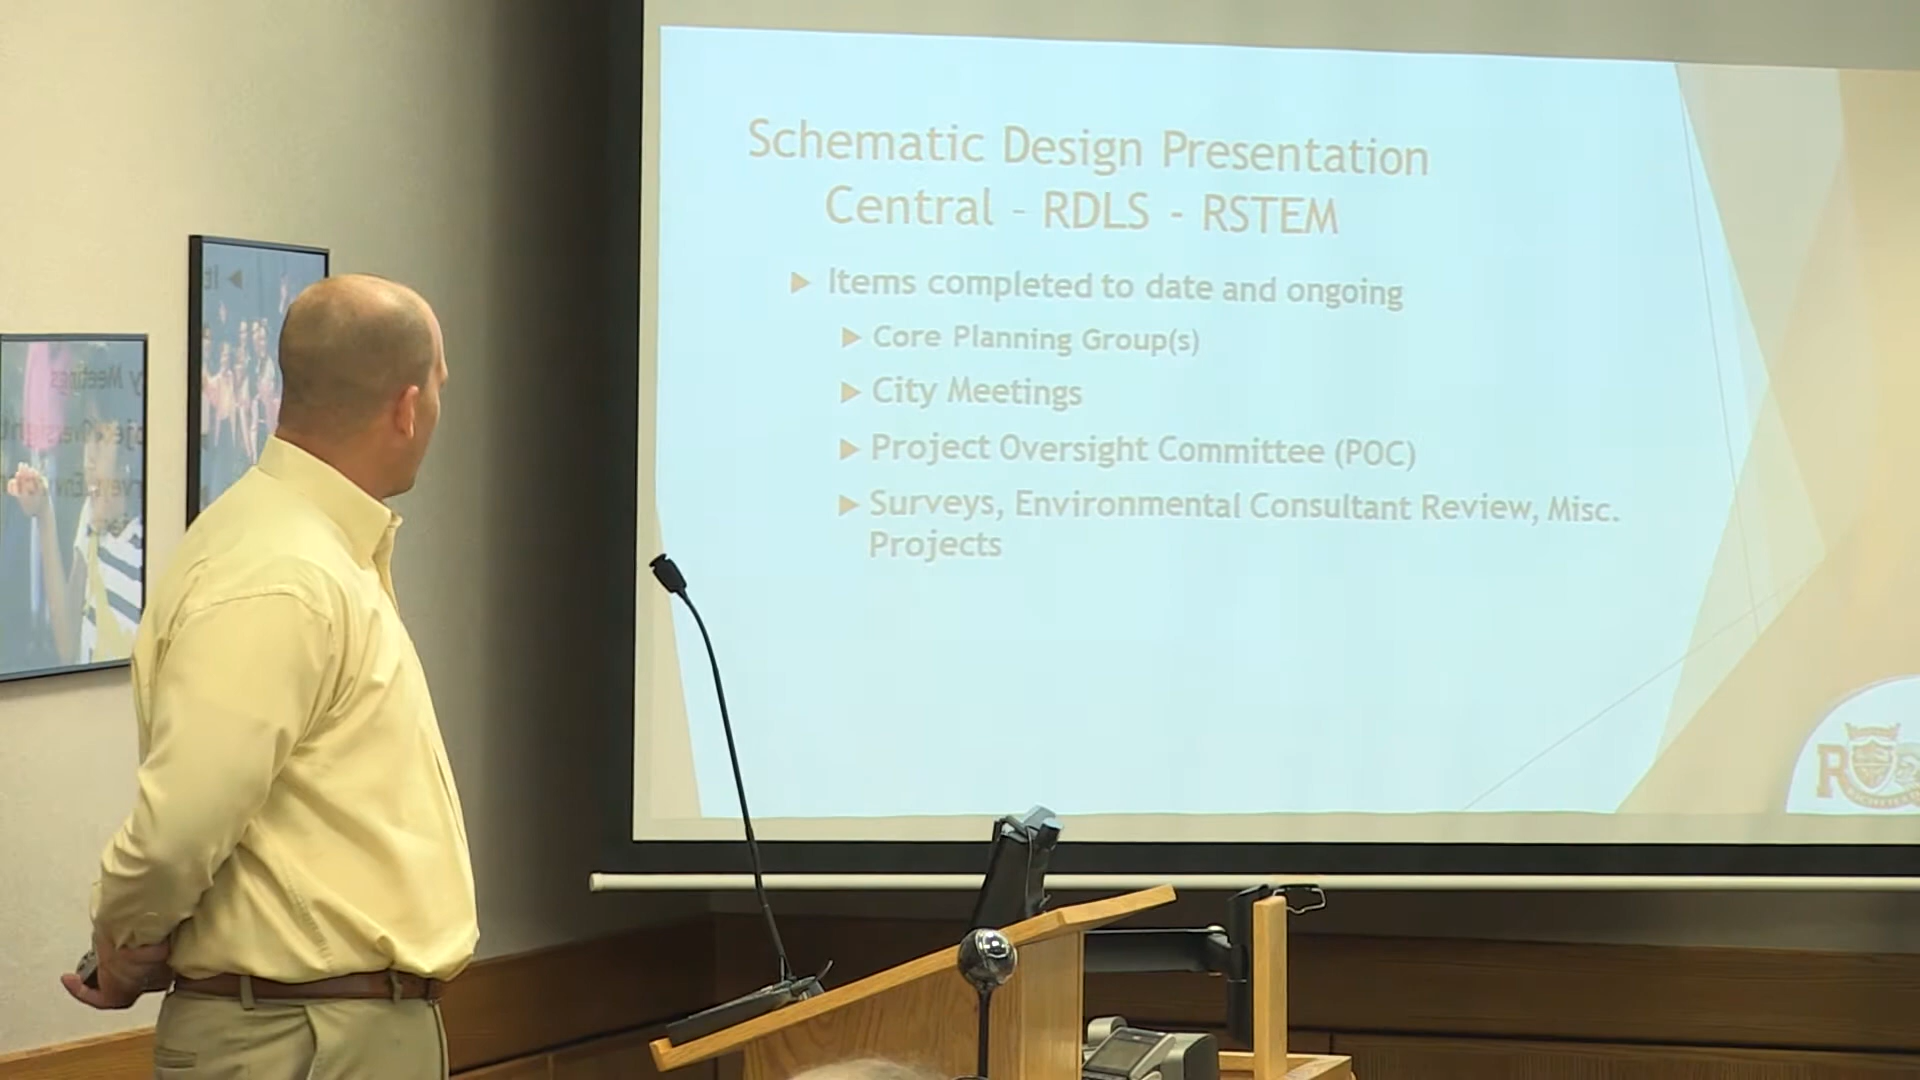 Schematic Design Presentation
Central - RDLS - RSTEM
Items completed to date and ongoing
Core Planning Group(s)
City Meetings
Project Oversight Committee (POC)
Surveys, Environmental Consultant Review, Misc.
Projects